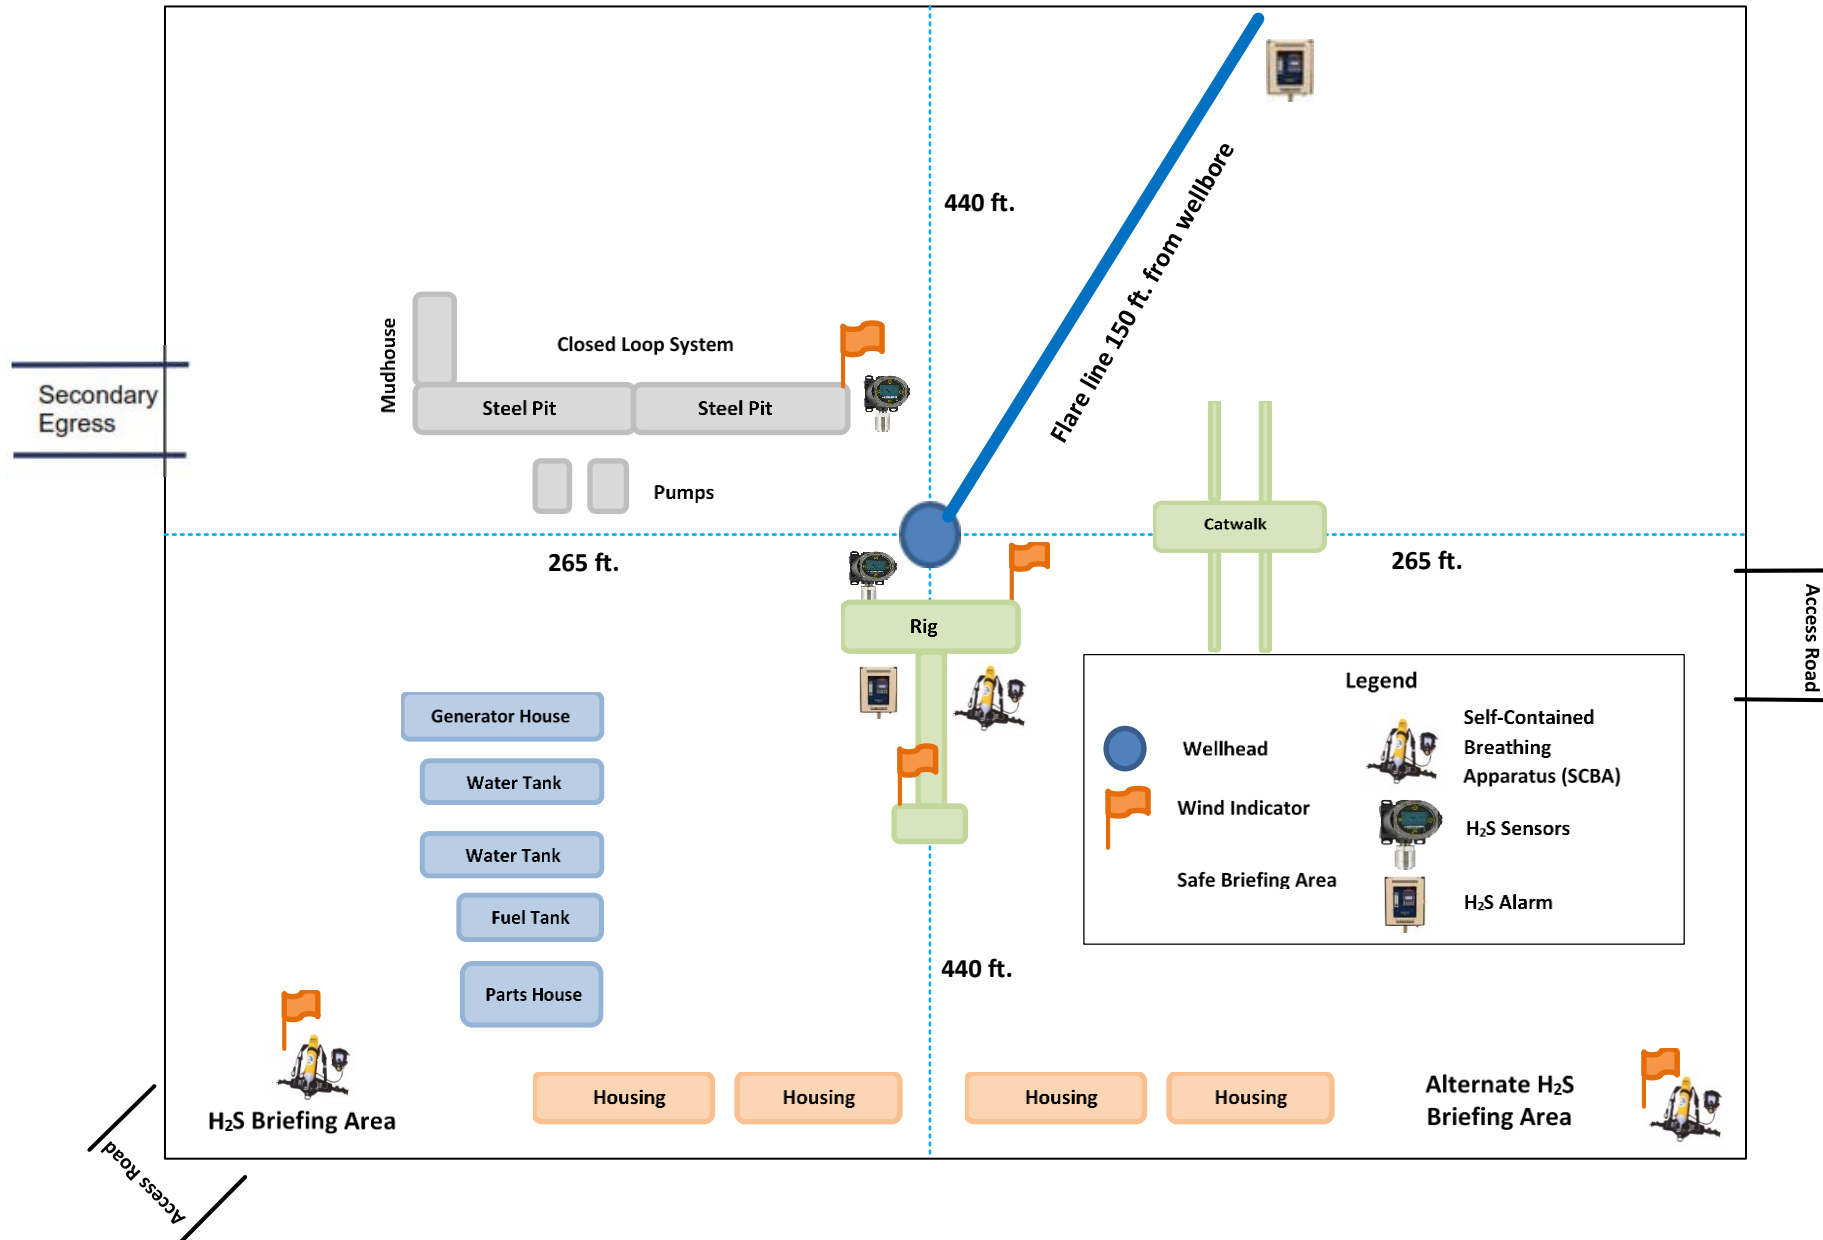 440 ft.
Flare line 150 ft. from wellbore
Mudhouse
Closed Loop System
Secondary
Egress
Steel Pit
Steel Pit
Pumps
Catwalk
265 ft.
265 ft.
Access Road
Rig
Legend
Wellhead
Wind Indicator
Safe Briefing Area
Self-Contained
Breathing
Apparatus (SCBA)
H₂S Sensors
H₂S Alarm
Generator House
Water Tank
Water Tank
Fuel Tank
Parts House
440 ft.
H₂S Briefing Area
Housing
Housing
Housing
Housing
Alternate H₂S
Briefing Area
Access Road